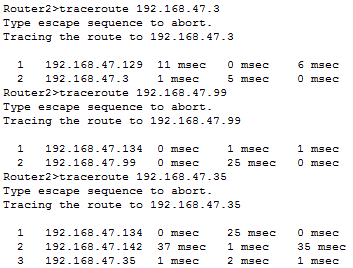 Router2>traceroute 192.168.47.3
Type escape sequence to abort.
Tracing the route to 192.168.47.3
1 192.168.47.129 11 msec 0 msec 6 msec
2 192.168.47.3 1 msec 5 msec 0 msec
Router2>traceroute 192.168.47.99
Type escape sequence to abort.
Tracing the route to 192.168.47.99
1 192.168.47.134 0 msec 1 msec 1 msec
2 192.168.47.99 0 msec 25 msec 0 msec
Router2>traceroute 192.168.47.35
Type escape sequence to abort.
Tracing the route to 192.168.47.35
1 192.168.47.134 0 msec 25 msec 0 msec
2 192.168.47.142 37 msec 1 msec 35 msec
3 192.168.47.35 1 msec 2 msec 1 msec